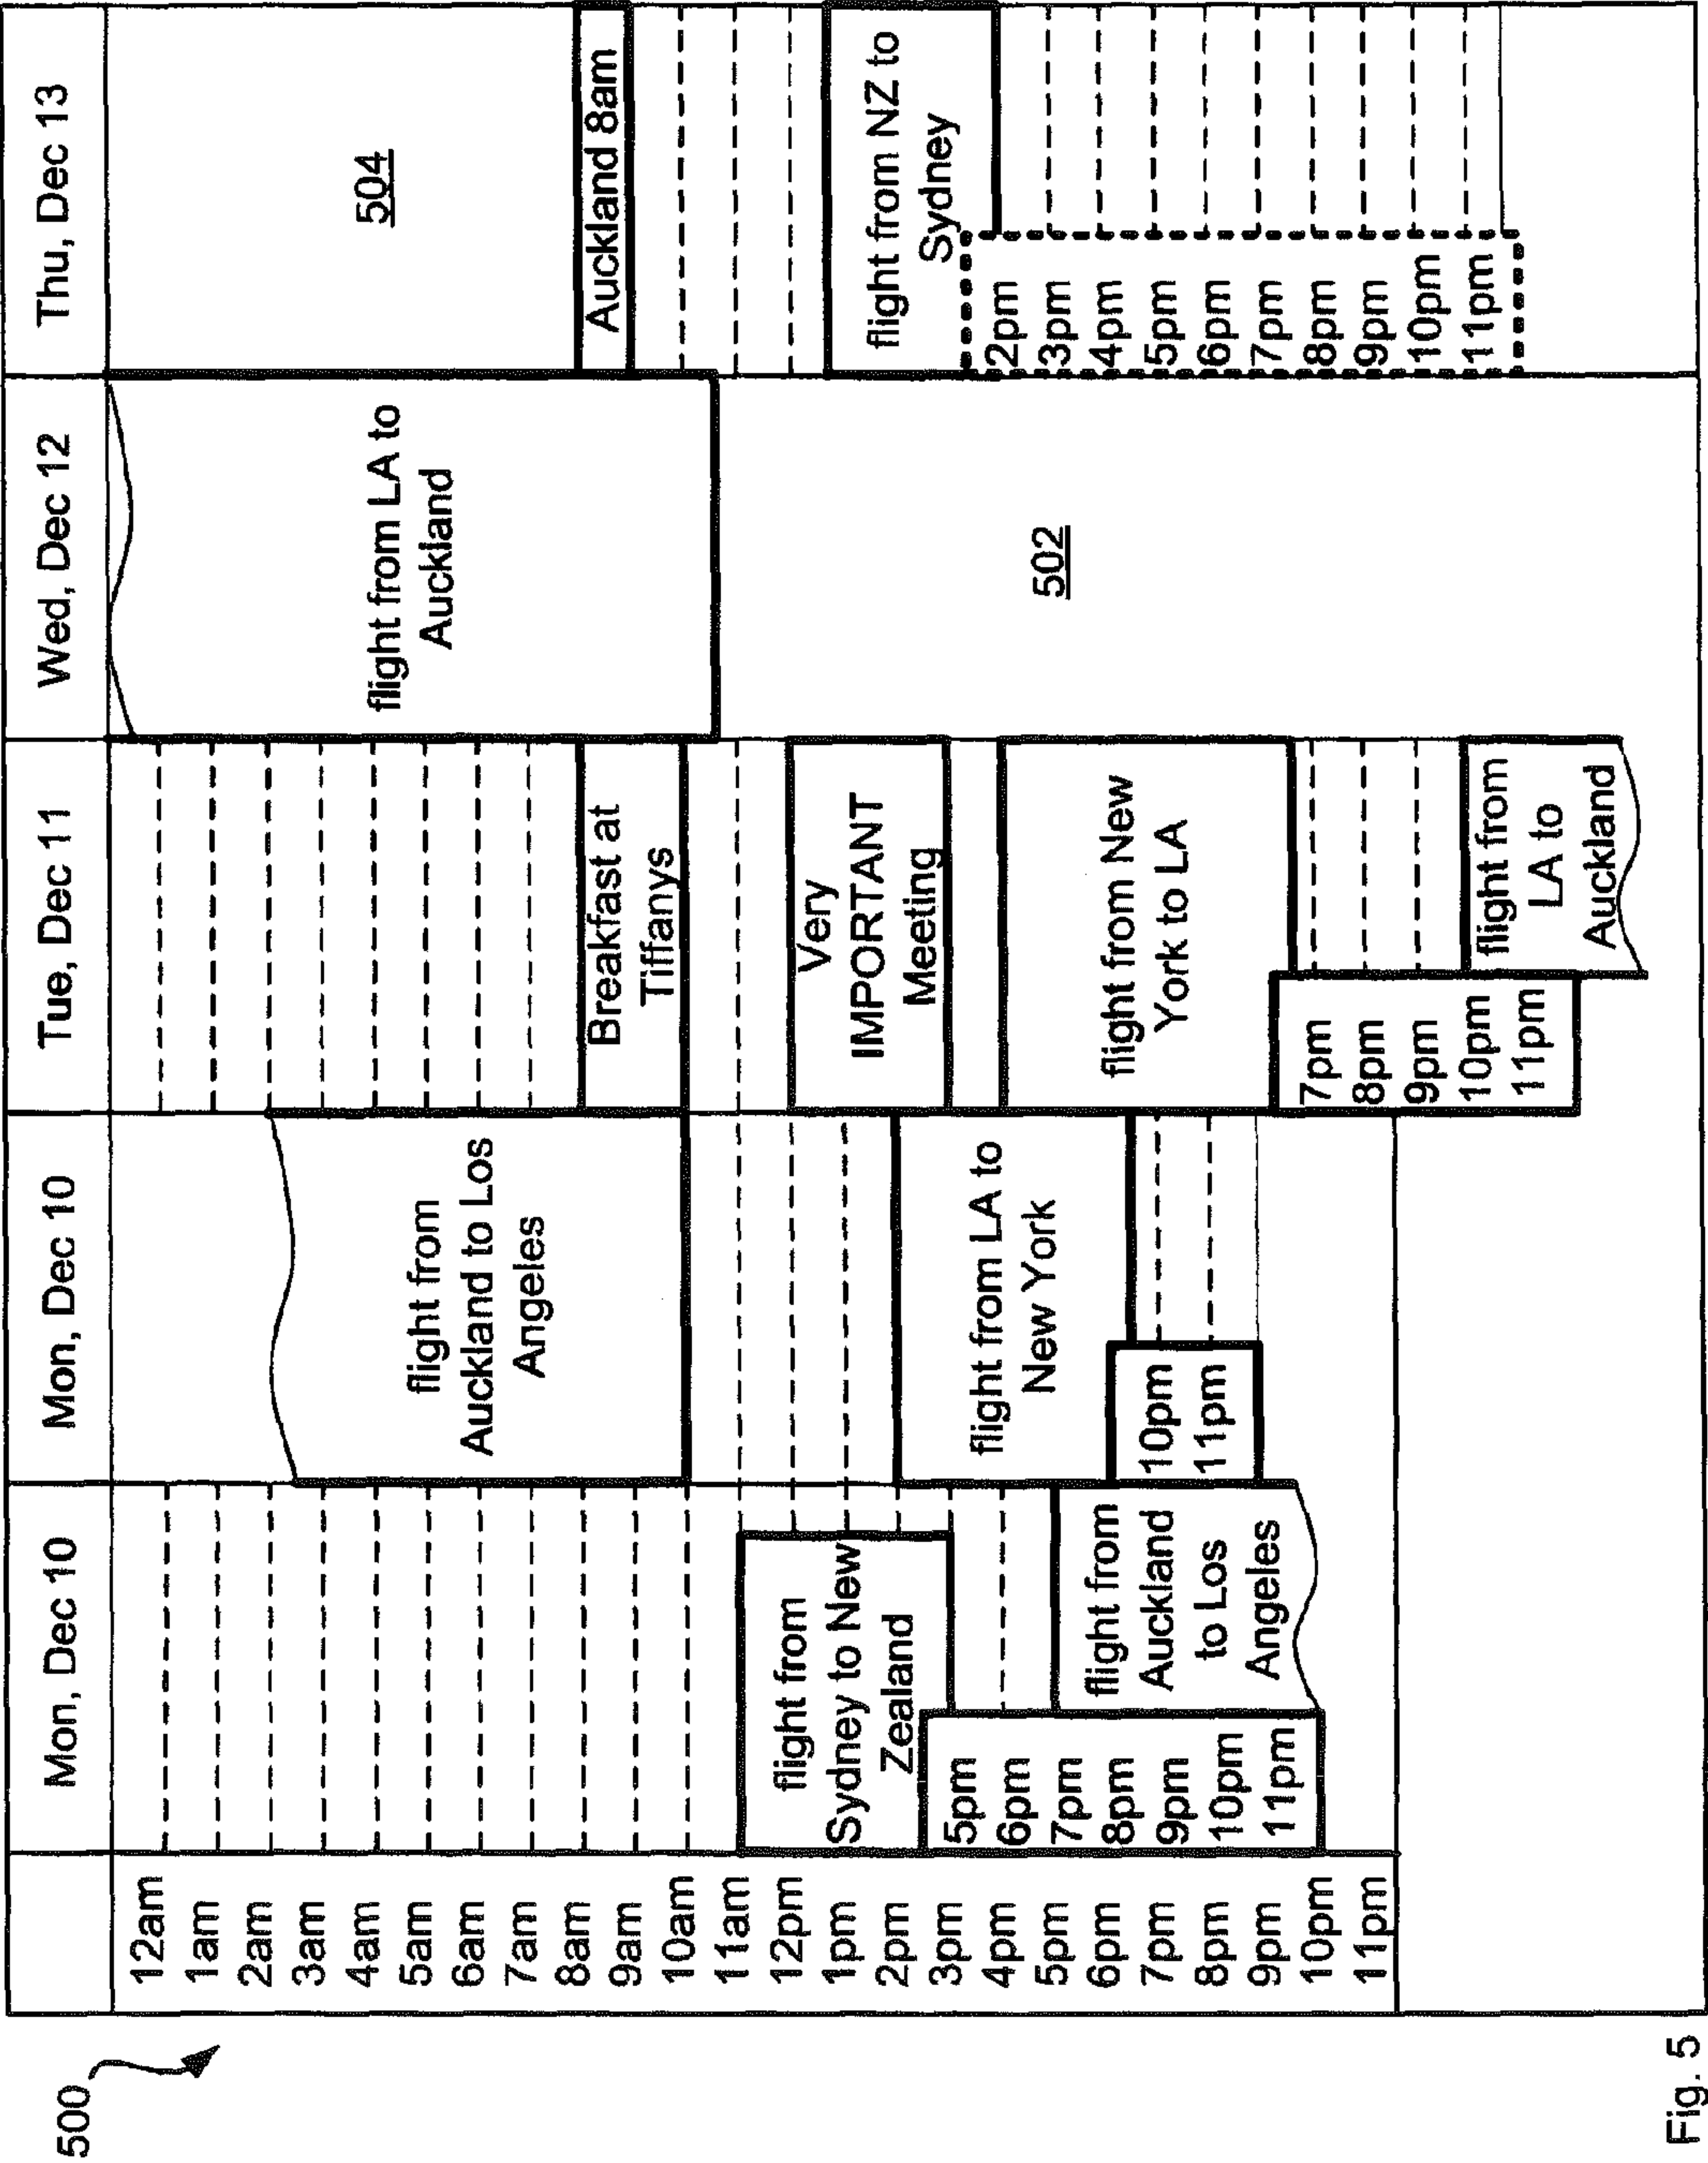 500
Mon, Dec 10
Mon, Dec 10
Tue, Dec 11
Wed, Dec 12
Thu, Dec 13
12am
1am
2am
3am
4am
5am
6am
7am
8am
9am
10am
11am
12pm
1pm
2pm
3pm
4pm
5pm
6pm
7pm
8pm
9pm
10pm
11pm
flight from
Sydney to New
Zealand
5pm
6pm
7pm
8pm
9pm
10pm
11pm
flight from
Auckland
to Los
Angeles
flight from
Auckland to Los
Angeles
flight from LA to
New York
10pm
11pm
Breakfast at
Tiffanys
Very
IMPORTANT
Meeting
flight from New
York to LA
7pm
8pm
9pm
10pm
11pm
flight from
LA to
Auckland
flight from LA to
Auckland
502
504
Auckland 8am
flight from NZ to
Sydney
2pm
3pm
4pm
5pm
6pm
7pm
8pm
9pm
10pm
11pm
Fig. 5